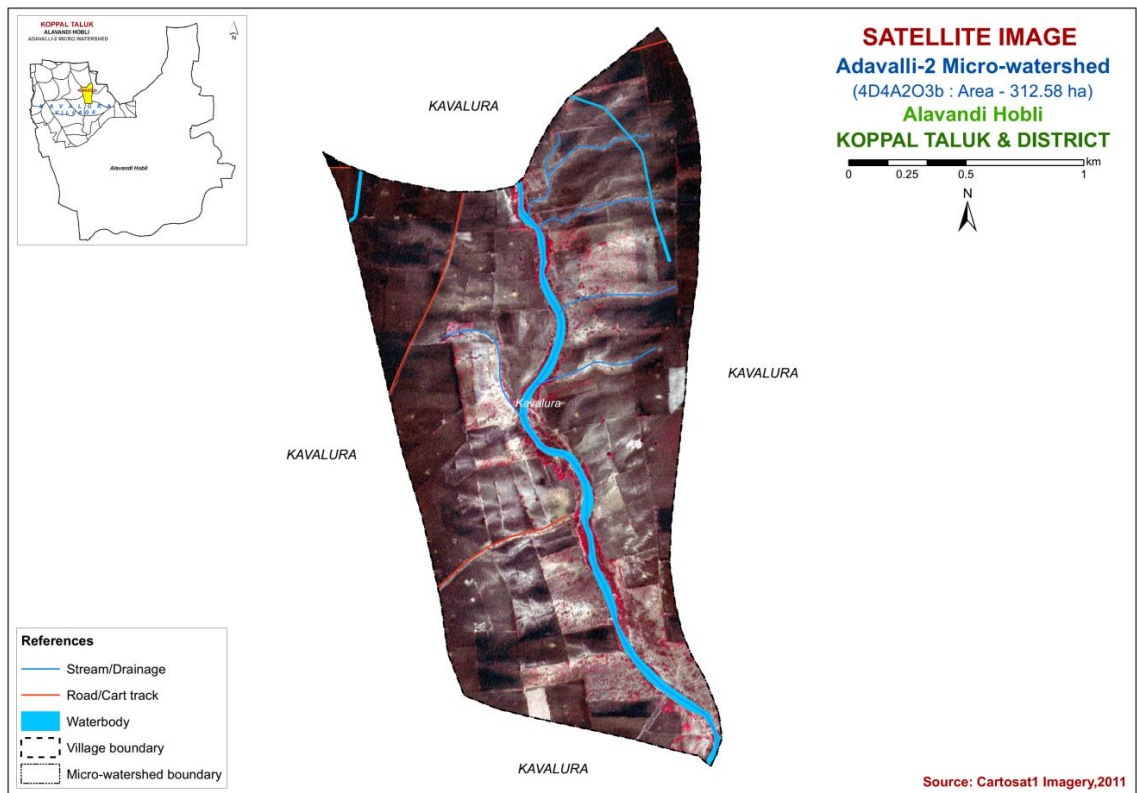 KOPPAL TALUK
ALAVANDI HOBLI
ADAVALLI-2 MICRO WATERSHED
N
KAVALURA
VILLAGE
Alavandi Hobli
SATELLITE IMAGE
Adavalli-2 Micro-watershed
(4D4A2O3b : Area - 312.58 ha)
Alavandi Hobli
KOPPAL TALUK & DISTRICT
km
0 0.25 0.5 1
N
KAVALURA
KAVALURA
Kavalura
KAVALURA
KAVALURA
References
Stream/Drainage
Road/Cart track
Waterbody
Village boundary
Micro-watershed boundary
Source: Cartosat1 Imagery,2011